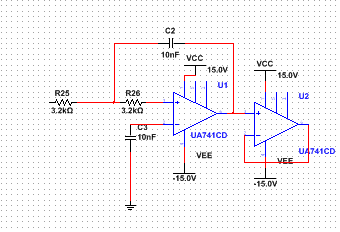 C2
10nF
VCC
15.0V
U1
VCC
15.0V
U2
R25
3.2kΩ
R26
3.2kΩ
C3
10nF
UA741CD
VEE
-15.0V
UA741CD
VEE
-15.0V